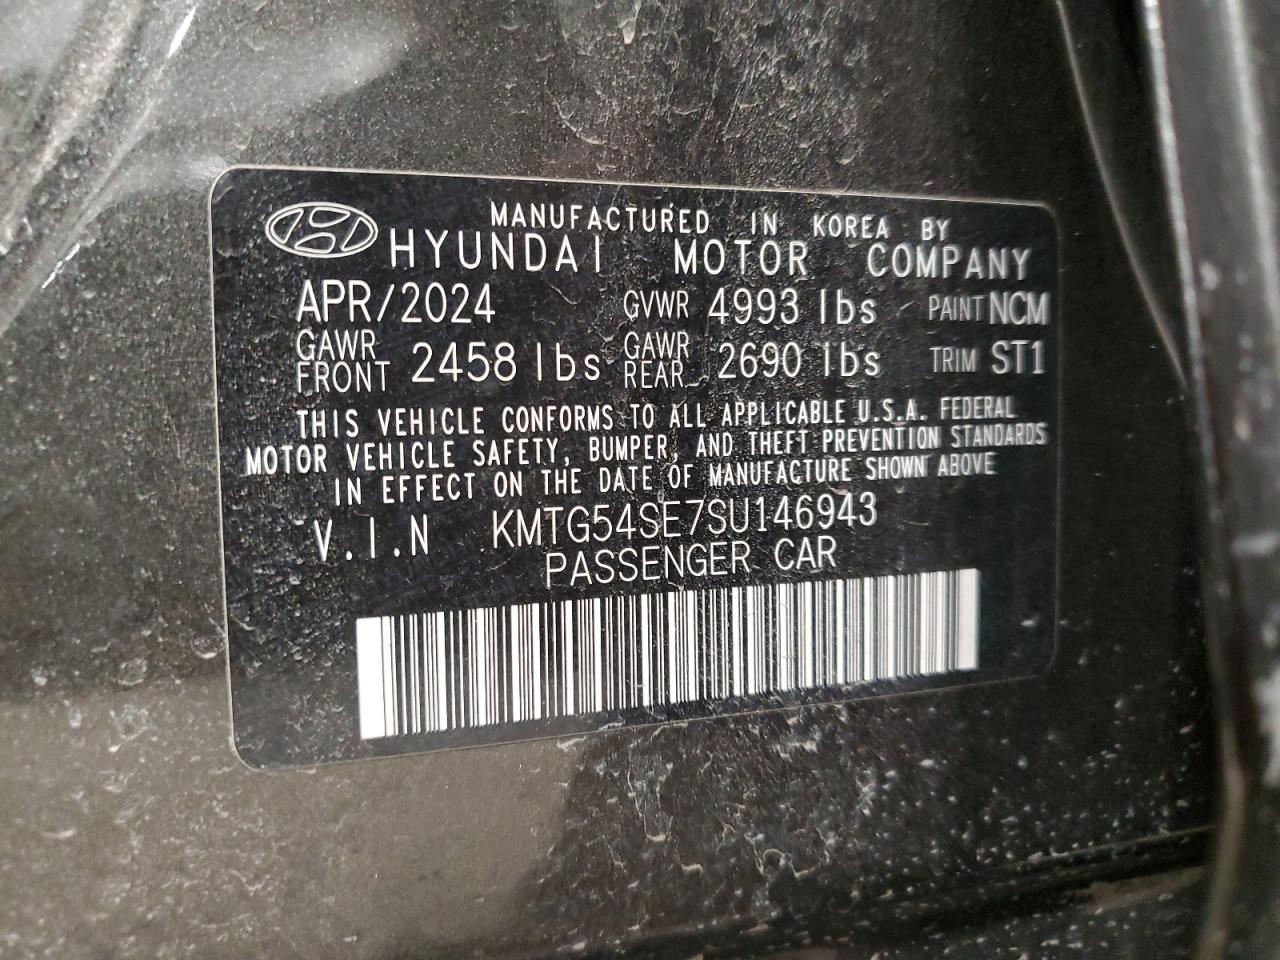 MANUFACTURED IN KOREA BY
HYUNDAI MOTOR COMPANY
APR/2024 GVWR 4993 lbs PAINT NCM
GAWR FRONT 2458 lbs GAWR REAR 2690 lbs TRIM ST1
THIS VEHICLE CONFORMS TO ALL APPLICABLE U.S.A. FEDERAL
MOTOR VEHICLE SAFETY, BUMPER, AND THEFT PREVENTION STANDARDS
IN EFFECT ON THE DATE OF MANUFACTURE SHOWN ABOVE
V.I.N KMTG54SE7SU146943
PASSENGER CAR